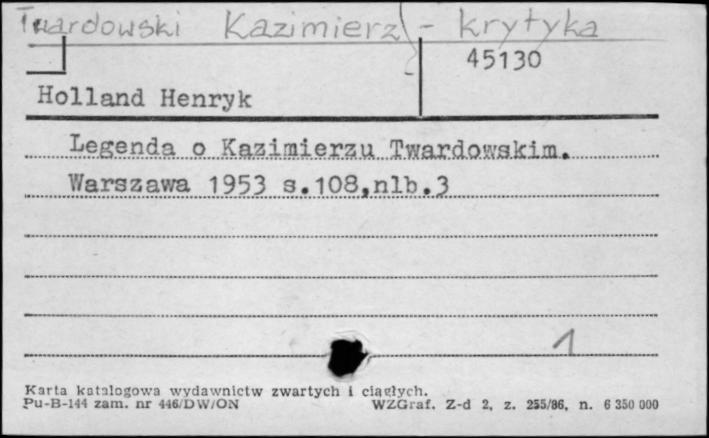 Twardowski Kazimierz - krytyka
45130
Holland Henryk
Legenda o Kazimierzu Twardowskim.
Warszawa 1953 s.108,nlb.3
1
Karta katalogowa wydawnictw zwartych i ciągłych.
Pu-B-144 zam. nr 446/DW/ON WZGraf. Z-d 2, z. 255/86, n. 6 350 000